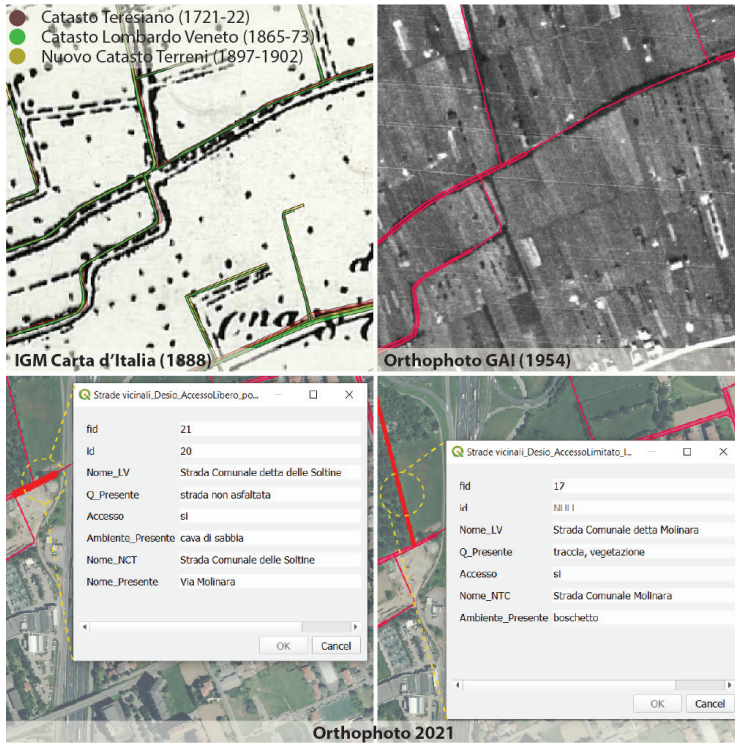 Catasto Teresiano (1721-22)
Catasto Lombardo Veneto (1865-73)
Nuovo Catasto Terreni (1897-1902)
IGM Carta d'Italia (1888)
Orthophoto GAI (1954)
Strade vicinali_Desio_AccessoLibero_po...
fid 21
id 20
Nome_LV Strada Comunale detta delle Soltine
Q_Presente strada non asfaltata
Accesso si
Ambiente_Presente cava di sabbia
Nome_NCT Strada Comunale delle Soltine
Nome_Presente Via Molinara
OK Cancel
Strade vicinali_Desio_AccessoLimitato_l...
fid 17
id NULL
Nome_LV Strada Comunale detta Molinara
Q_Presente traccia, vegetazione
Accesso si
Nome_NTC Strada Comunale Molinara
Ambiente_Presente boschetto
OK Cancel
Orthophoto 2021